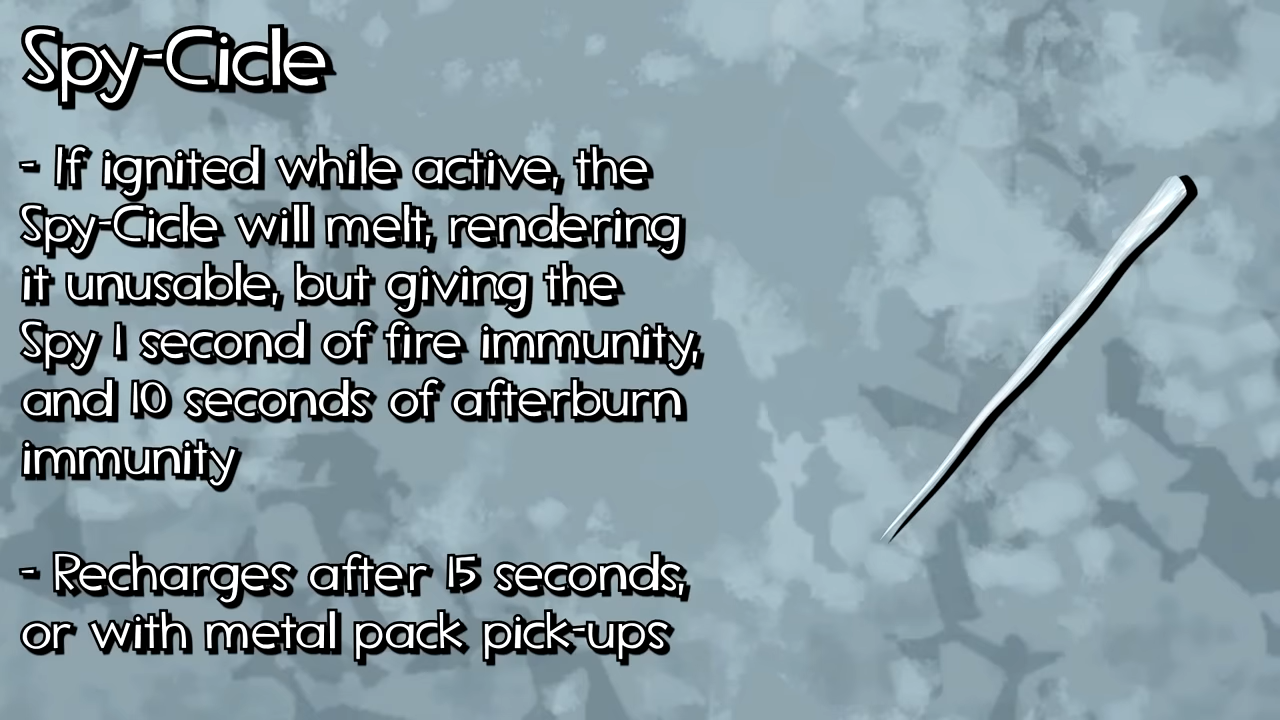 Spy-Cicle
- If ignited while active, the
Spy-Cicle will melt, rendering
it unusable, but giving the
Spy 1 second of fire immunity,
and 10 seconds of afterburn
immunity
- Recharges after 15 seconds,
or with metal pack pick-ups